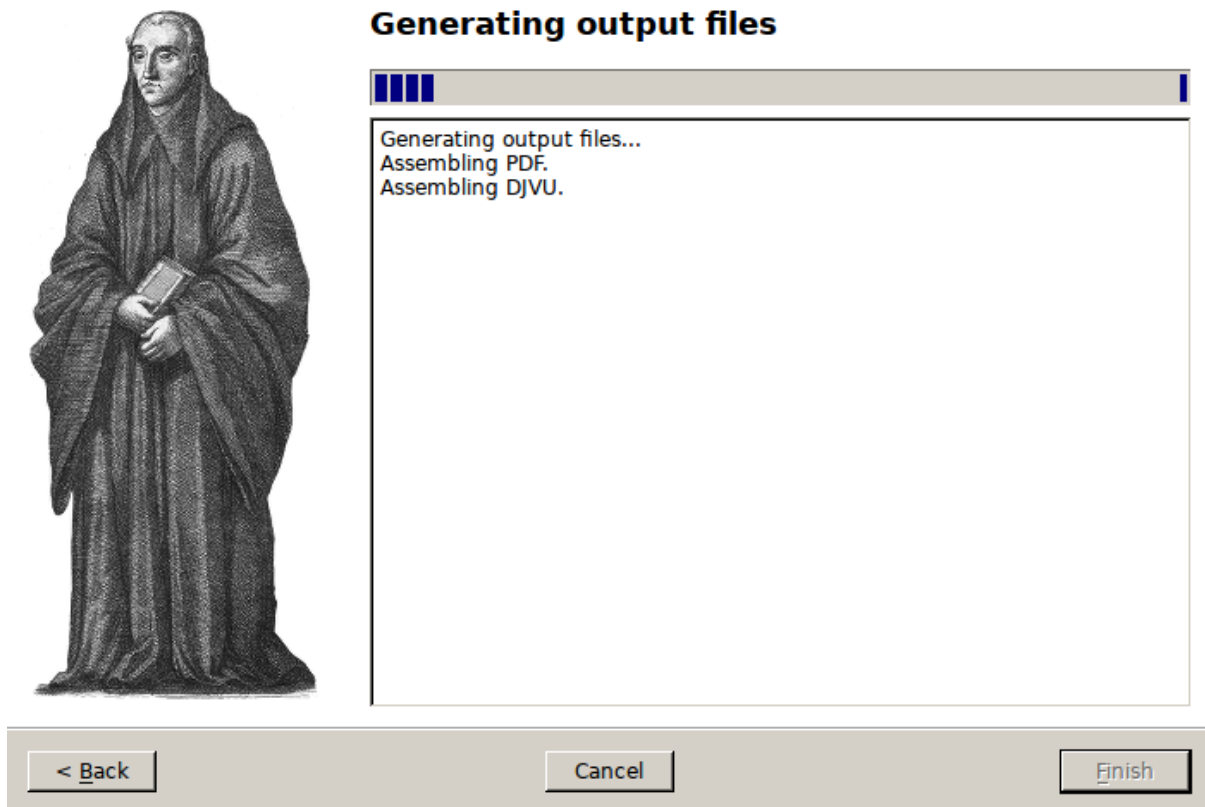 Generating output files
Generating output files...
Assembling PDF.
Assembling DJVU.
< Back
Cancel
Finish